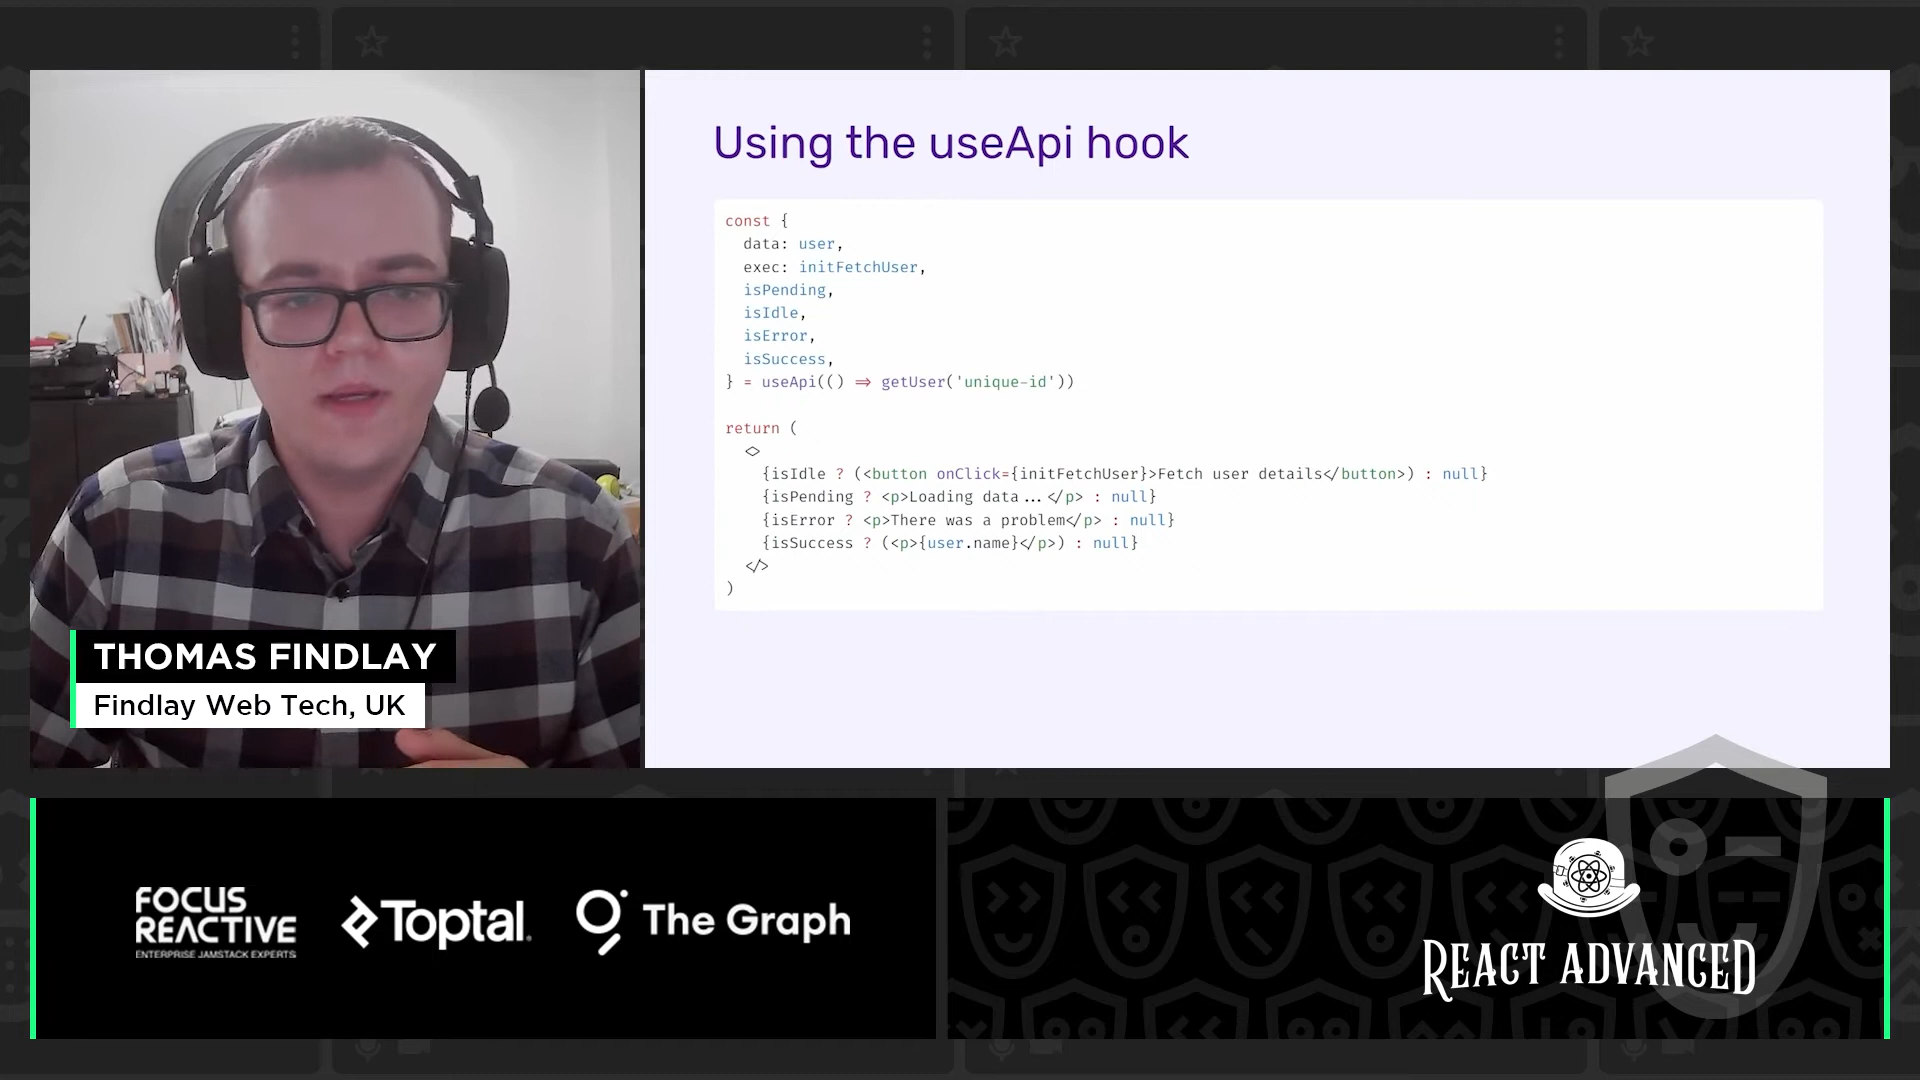 Using the useApi hook
const {
  data: user,
  exec: initFetchUser,
  isPending,
  isIdle,
  isError,
  isSuccess,
} = useApi(() => getUser('unique-id'))
return (
  <>
    {isIdle ? (<button onClick={initFetchUser}>Fetch user details</button>) : null}
    {isPending ? <p>Loading data...</p> : null}
    {isError ? <p>There was a problem</p> : null}
    {isSuccess ? (<p>{user.name}</p>) : null}
  </>
)
THOMAS FINDLAY
Findlay Web Tech, UK
FOCUS
REACTIVE
ENTERPRISE JAMSTACK EXPERTS
Toptal.
The Graph
REACT ADVANCED